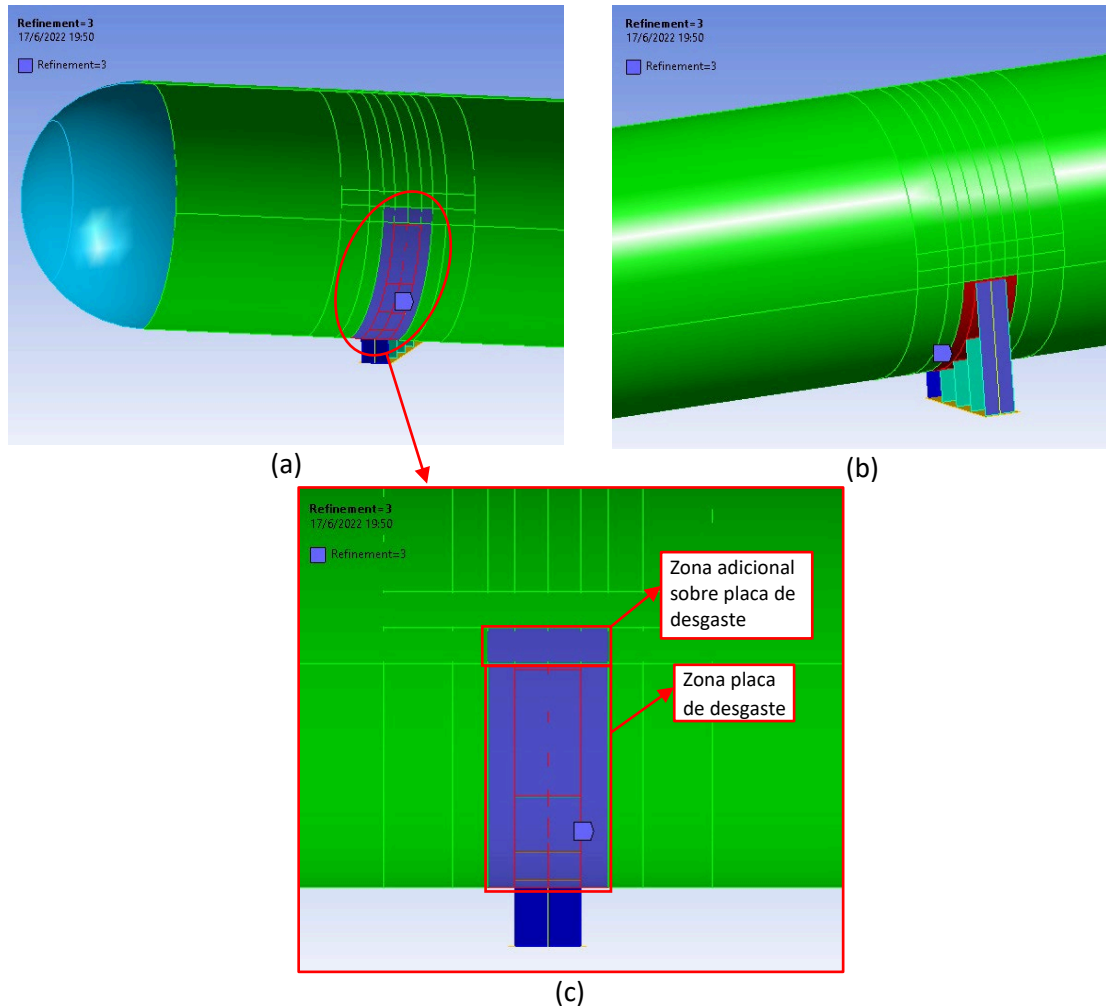 Refinement=3
17/6/2022 19:50
Refinement=3
(a)
Refinement=3
17/6/2022 19:50
Refinement=3
(b)
Refinement=3
17/6/2022 19:50
Refinement=3
Zona adicional
sobre placa de
desgaste
Zona placa
de desgaste
(c)